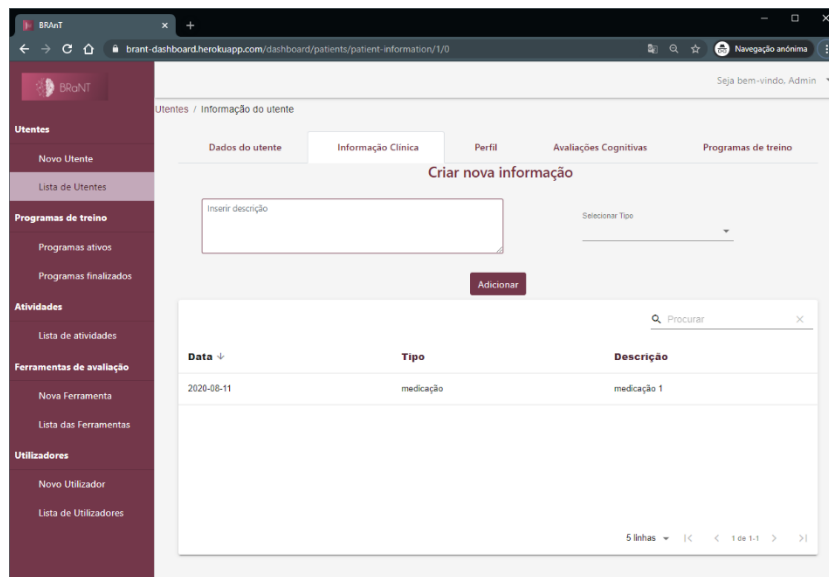 BRAnT
brant-dashboard.herokuapp.com/dashboard/patients/patient-information/1/0
Navegação anónima
BRaNT
Seja bem-vindo. Admin
Utentes / Informação do utente
Utentes
Novo Utente
Lista de Utentes
Programas de treino
Programas ativos
Programas finalizados
Atividades
Lista de atividades
Ferramentas de avaliação
Nova Ferramenta
Lista das Ferramentas
Utilizadores
Novo Utilizador
Lista de Utilizadores
Dados do utente Informação Clínica Perfil Avaliações Cognitivas Programas de treino
Criar nova informação
Inserir descrição
Selecionar Tipo
Adicionar
Procurar
Data Tipo Descrição
2020-08-11 medicação medicação 1
5 linhas 1 de 1-1